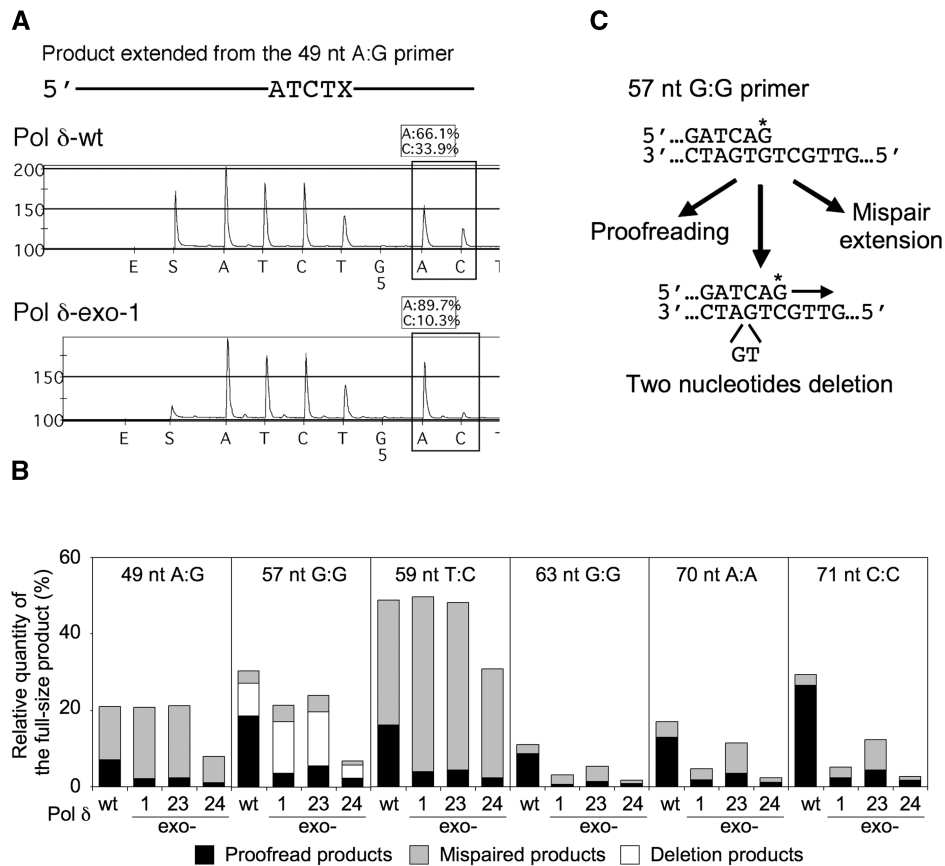 A
Product extended from the 49 nt A:G primer
5′ ATCTX
Pol δ-wt
A:66.1%
C:33.9%
200
150
100
E S A T C T G A C T
5
Pol δ-exo-1
A:89.7%
C:10.3%
150
100
E S A T C T G A C
5
C
57 nt G:G primer
*
5′…GATCAG
3′…CTAGTGTCGTTG…5′
Proofreading
Mispair
extension
*
5′…GATCAG
3′…CTAGTCGTTG…5′
GT
Two nucleotides deletion
B
Relative quantity of
the full-size product (%)
60
40
20
0
49 nt A:G 57 nt G:G 59 nt T:C 63 nt G:G 70 nt A:A 71 nt C:C
Pol δ wt 1 23 24 wt 1 23 24 wt 1 23 24 wt 1 23 24 wt 1 23 24 wt 1 23 24
exo- exo- exo- exo- exo- exo-
Proofread products Mispaired products Deletion products